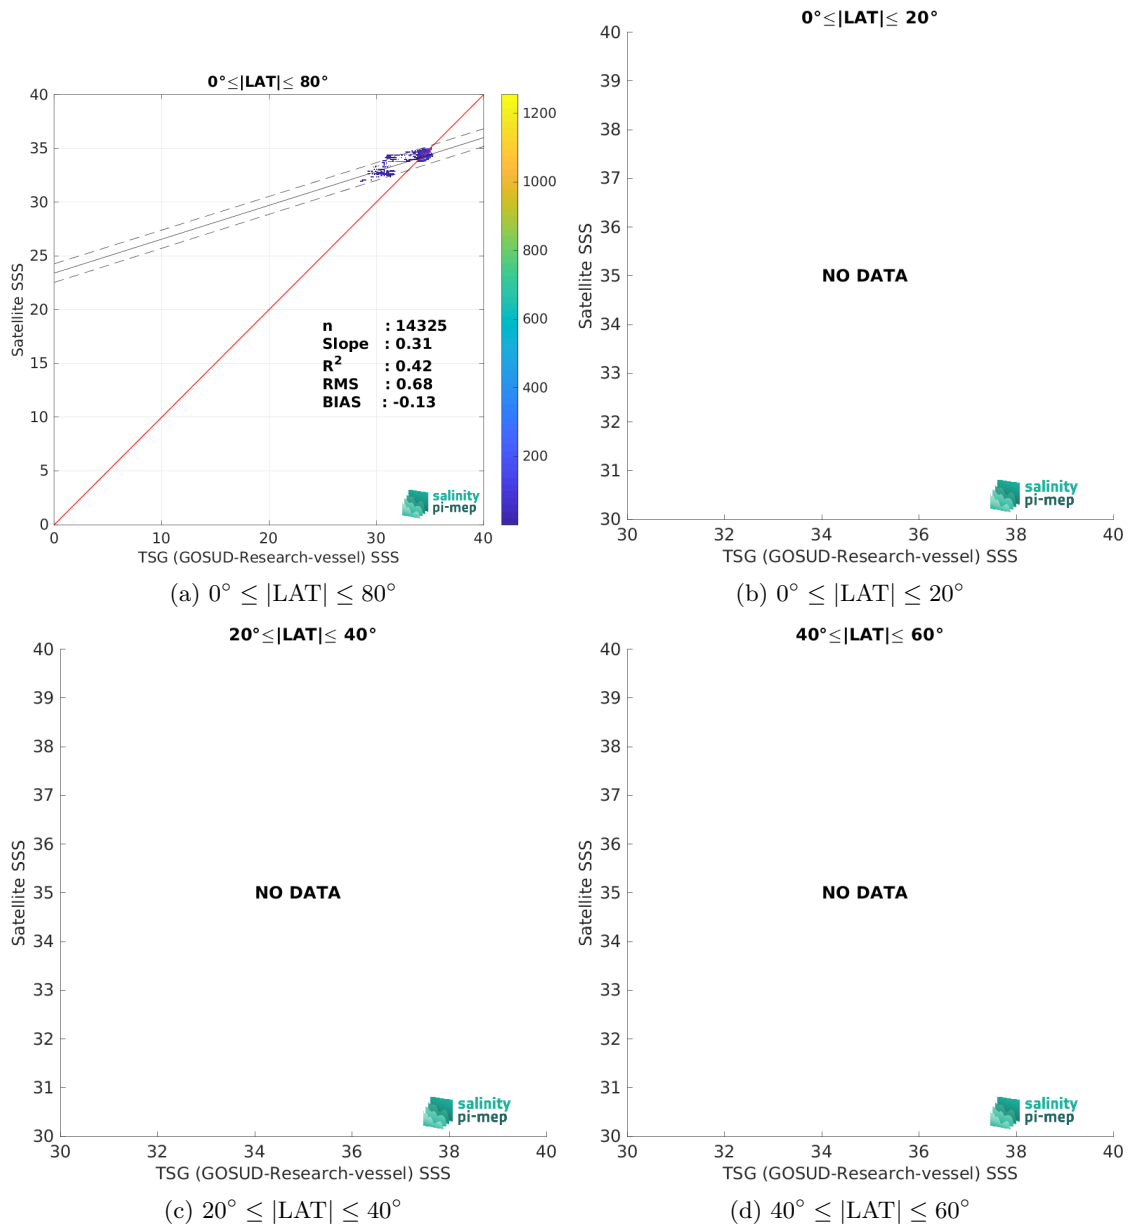 0°≤|LAT|≤ 80°
40
35
30
25
20
15
10
5
0
Satellite SSS
n : 14325
Slope : 0.31
R2 : 0.42
RMS : 0.68
BIAS : -0.13
salinity
pi-mep
0 10 20 30 40
TSG (GOSUD-Research-vessel) SSS
1200
1000
800
600
400
200
(a) 0° ≤ |LAT| ≤ 80°
0°≤|LAT|≤ 20°
40
39
38
37
36
35
34
33
32
31
30
Satellite SSS
NO DATA
salinity
pi-mep
30 32 34 36 38 40
TSG (GOSUD-Research-vessel) SSS
(b) 0° ≤ |LAT| ≤ 20°
20°≤|LAT|≤ 40°
40
39
38
37
36
35
34
33
32
31
30
Satellite SSS
NO DATA
salinity
pi-mep
30 32 34 36 38 40
TSG (GOSUD-Research-vessel) SSS
(c) 20° ≤ |LAT| ≤ 40°
40°≤|LAT|≤ 60°
40
39
38
37
36
35
34
33
32
31
30
Satellite SSS
NO DATA
salinity
pi-mep
30 32 34 36 38 40
TSG (GOSUD-Research-vessel) SSS
(d) 40° ≤ |LAT| ≤ 60°